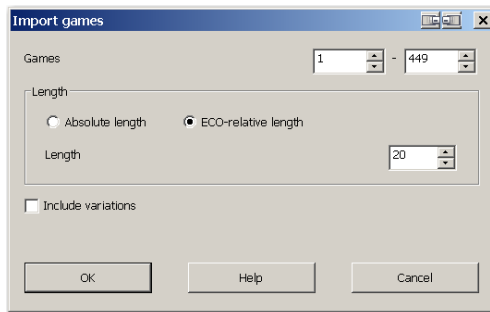 Import games
Games 1 - 449
Length
Absolute length ECO-relative length
Length 20
Include variations
OK Help Cancel